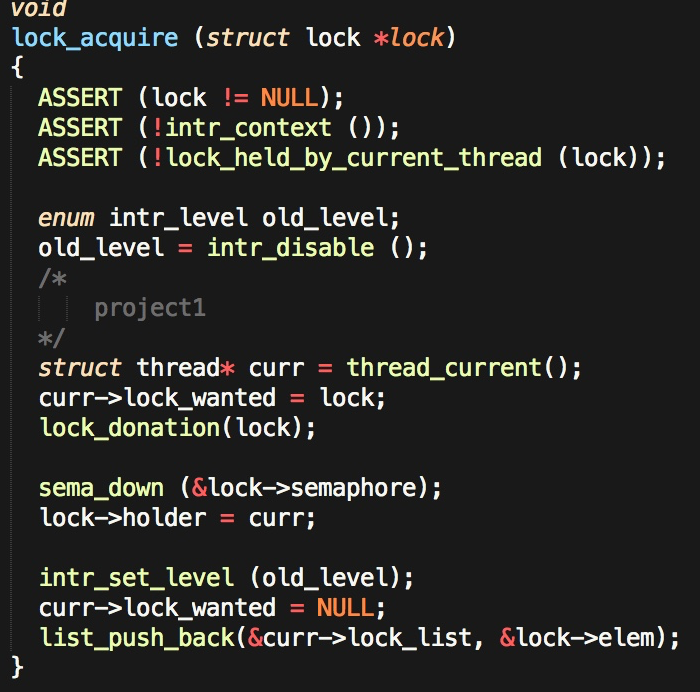 void
lock_acquire (struct lock *lock)
{
  ASSERT (lock != NULL);
  ASSERT (!intr_context ());
  ASSERT (!lock_held_by_current_thread (lock));

  enum intr_level old_level;
  old_level = intr_disable ();
  /*
      project1
  */
  struct thread* curr = thread_current();
  curr->lock_wanted = lock;
  lock_donation(lock);

  sema_down (&lock->semaphore);
  lock->holder = curr;

  intr_set_level (old_level);
  curr->lock_wanted = NULL;
  list_push_back(&curr->lock_list, &lock->elem);
}